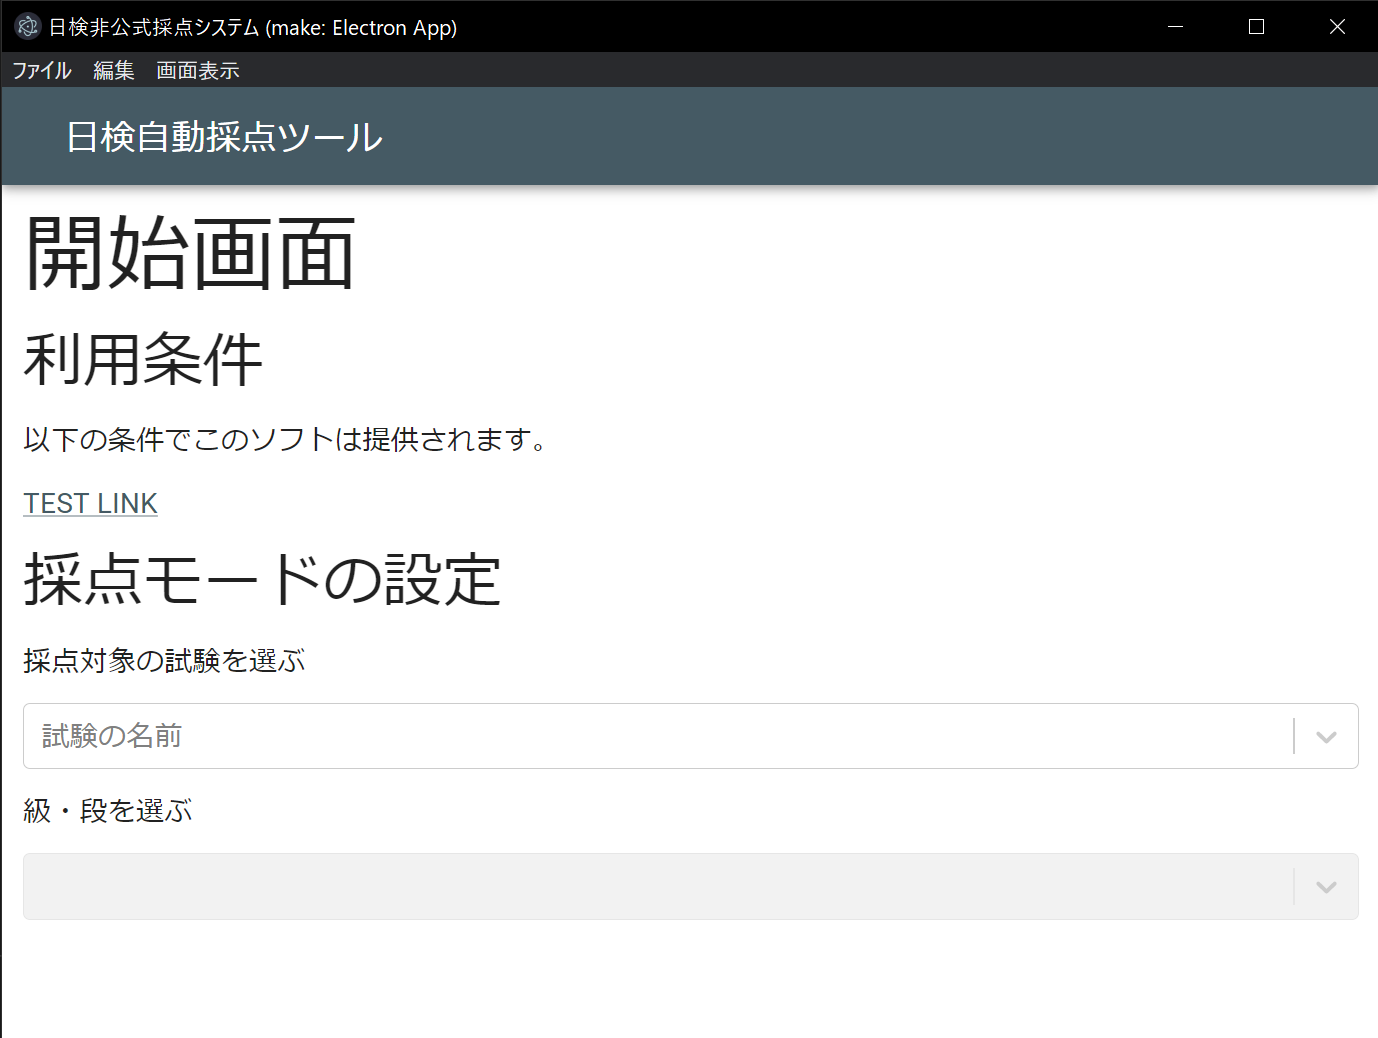 日検非公式採点システム (make: Electron App)
ファイル 編集 画面表示
日検自動採点ツール
開始画面
利用条件
以下の条件でこのソフトは提供されます。
TEST LINK
採点モードの設定
採点対象の試験を選ぶ
試験の名前
級・段を選ぶ